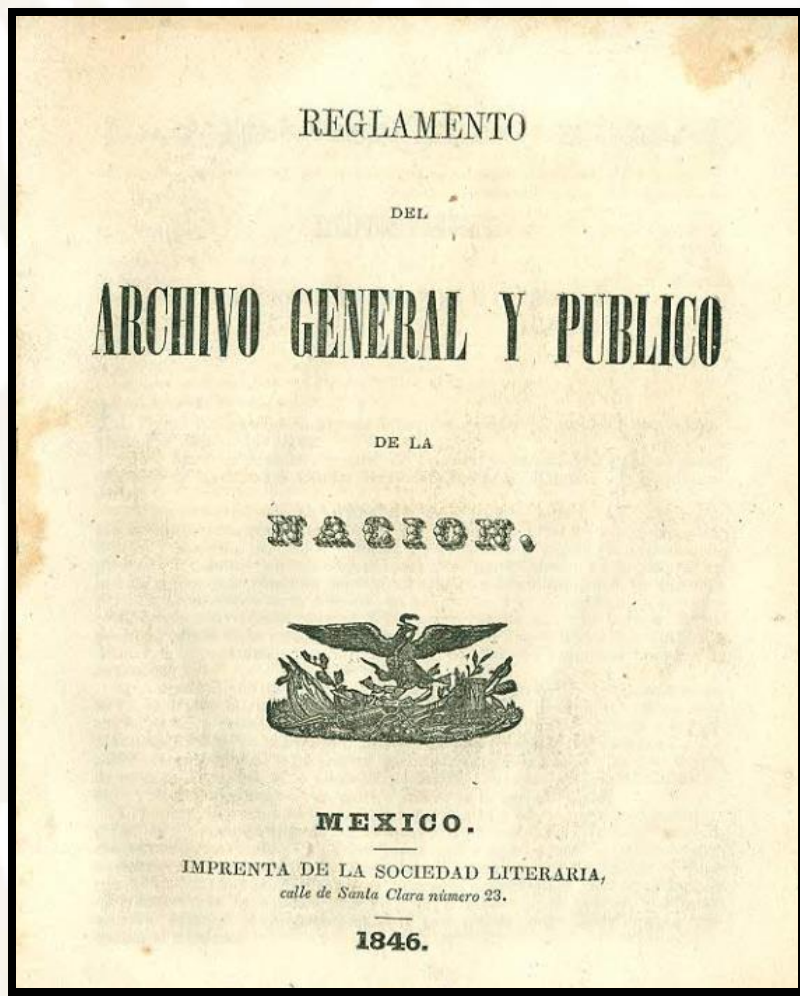 REGLAMENTO
DEL
ARCHIVO GENERAL Y PUBLICO
DE LA
NACION.
MEXICO.
IMPRENTA DE LA SOCIEDAD LITERARIA,
calle de Santa Clara número 23.
1846.